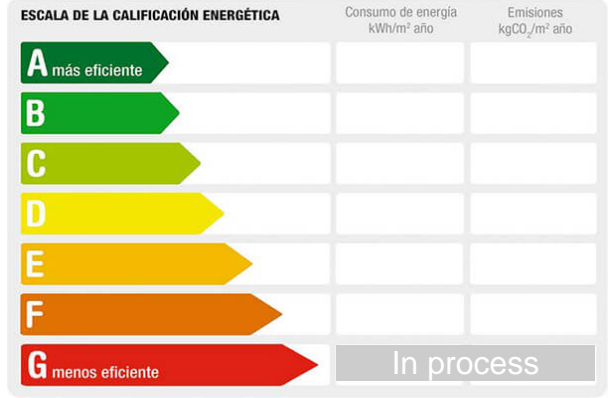 ESCALA DE LA CALIFICACIÓN ENERGÉTICA
Consumo de energía
kWh/m² año
Emisiones
kgCO₂/m² año
A más eficiente
B
C
D
E
F
G menos eficiente
In process